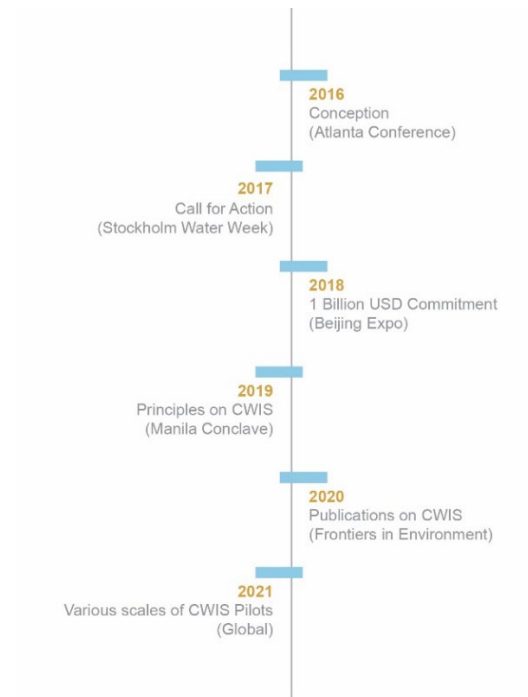 2016
Conception
(Atlanta Conference)
2017
Call for Action
(Stockholm Water Week)
2018
1 Billion USD Commitment
(Beijing Expo)
2019
Principles on CWIS
(Manila Conclave)
2020
Publications on CWIS
(Frontiers in Environment)
2021
Various scales of CWIS Pilots
(Global)